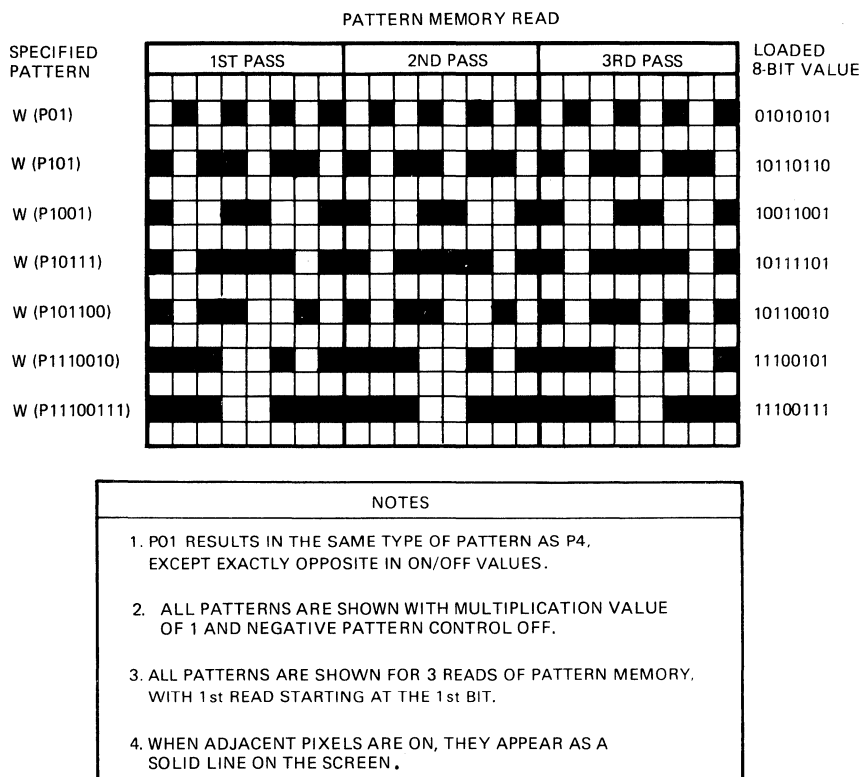 PATTERN MEMORY READ
SPECIFIED
PATTERN
1ST PASS 2ND PASS 3RD PASS
LOADED
8-BIT VALUE
W (P01) 01010101
W (P101) 10110110
W (P1001) 10011001
W (P10111) 10111101
W (P101100) 10110010
W (P1110010) 11100101
W (P11100111) 11100111
NOTES
1. P01 RESULTS IN THE SAME TYPE OF PATTERN AS P4,
EXCEPT EXACTLY OPPOSITE IN ON/OFF VALUES.
2. ALL PATTERNS ARE SHOWN WITH MULTIPLICATION VALUE
OF 1 AND NEGATIVE PATTERN CONTROL OFF.
3. ALL PATTERNS ARE SHOWN FOR 3 READS OF PATTERN MEMORY,
WITH 1st READ STARTING AT THE 1st BIT.
4. WHEN ADJACENT PIXELS ARE ON, THEY APPEAR AS A
SOLID LINE ON THE SCREEN.